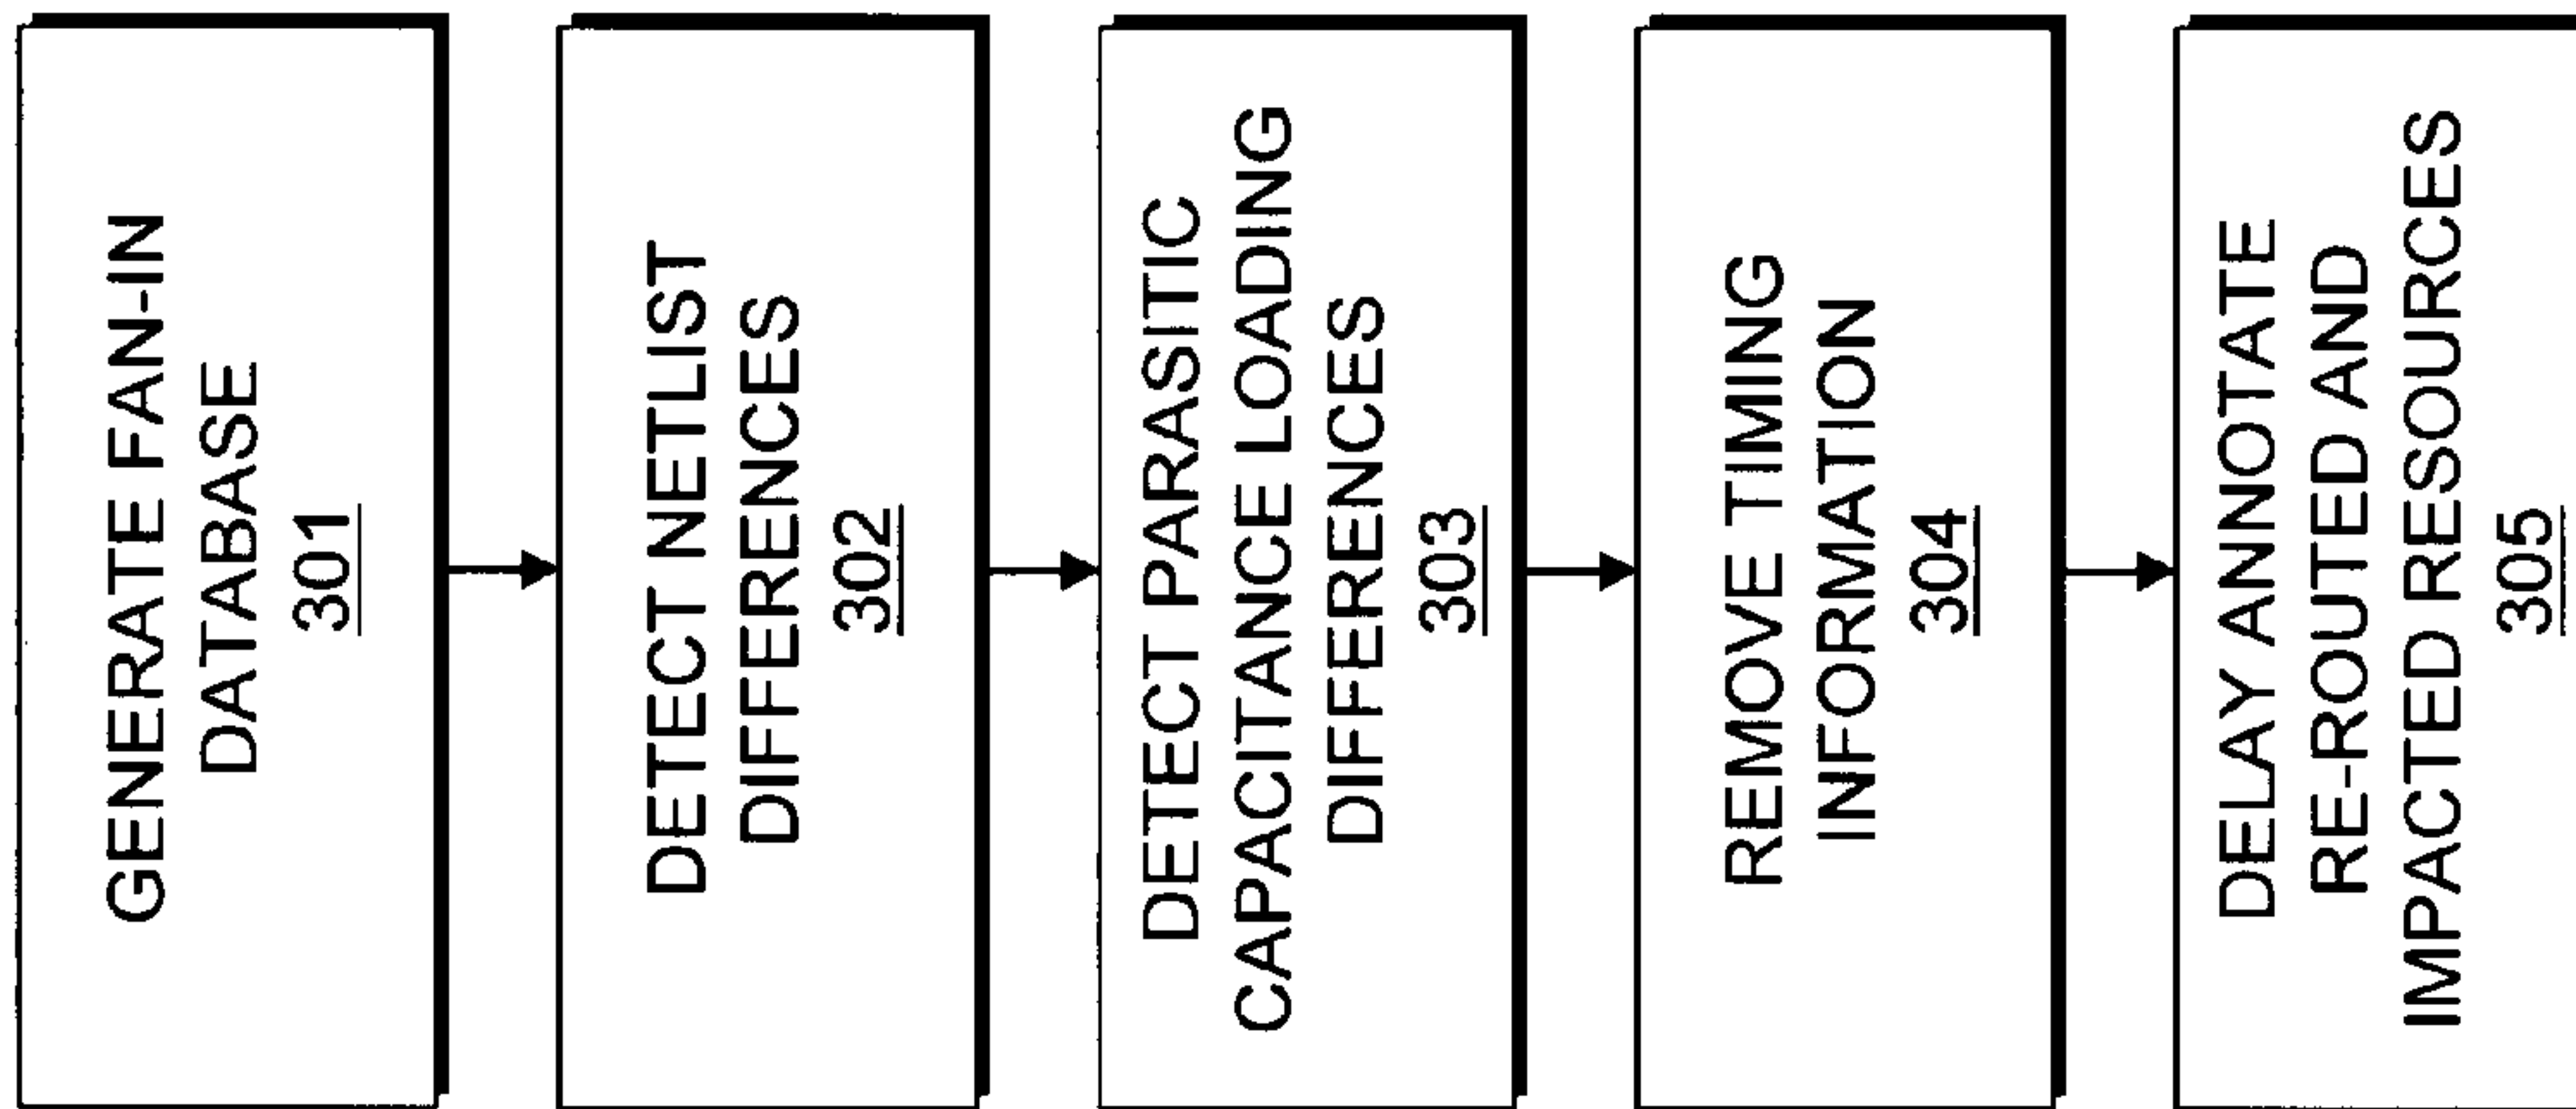 GENERATE FAN-IN
DATABASE
301
DETECT NETLIST
DIFFERENCES
302
DETECT PARASITIC
CAPACITANCE LOADING
DIFFERENCES
303
REMOVE TIMING
INFORMATION
304
DELAY ANNOTATE
RE-ROUTED AND
IMPACTED RESOURCES
305